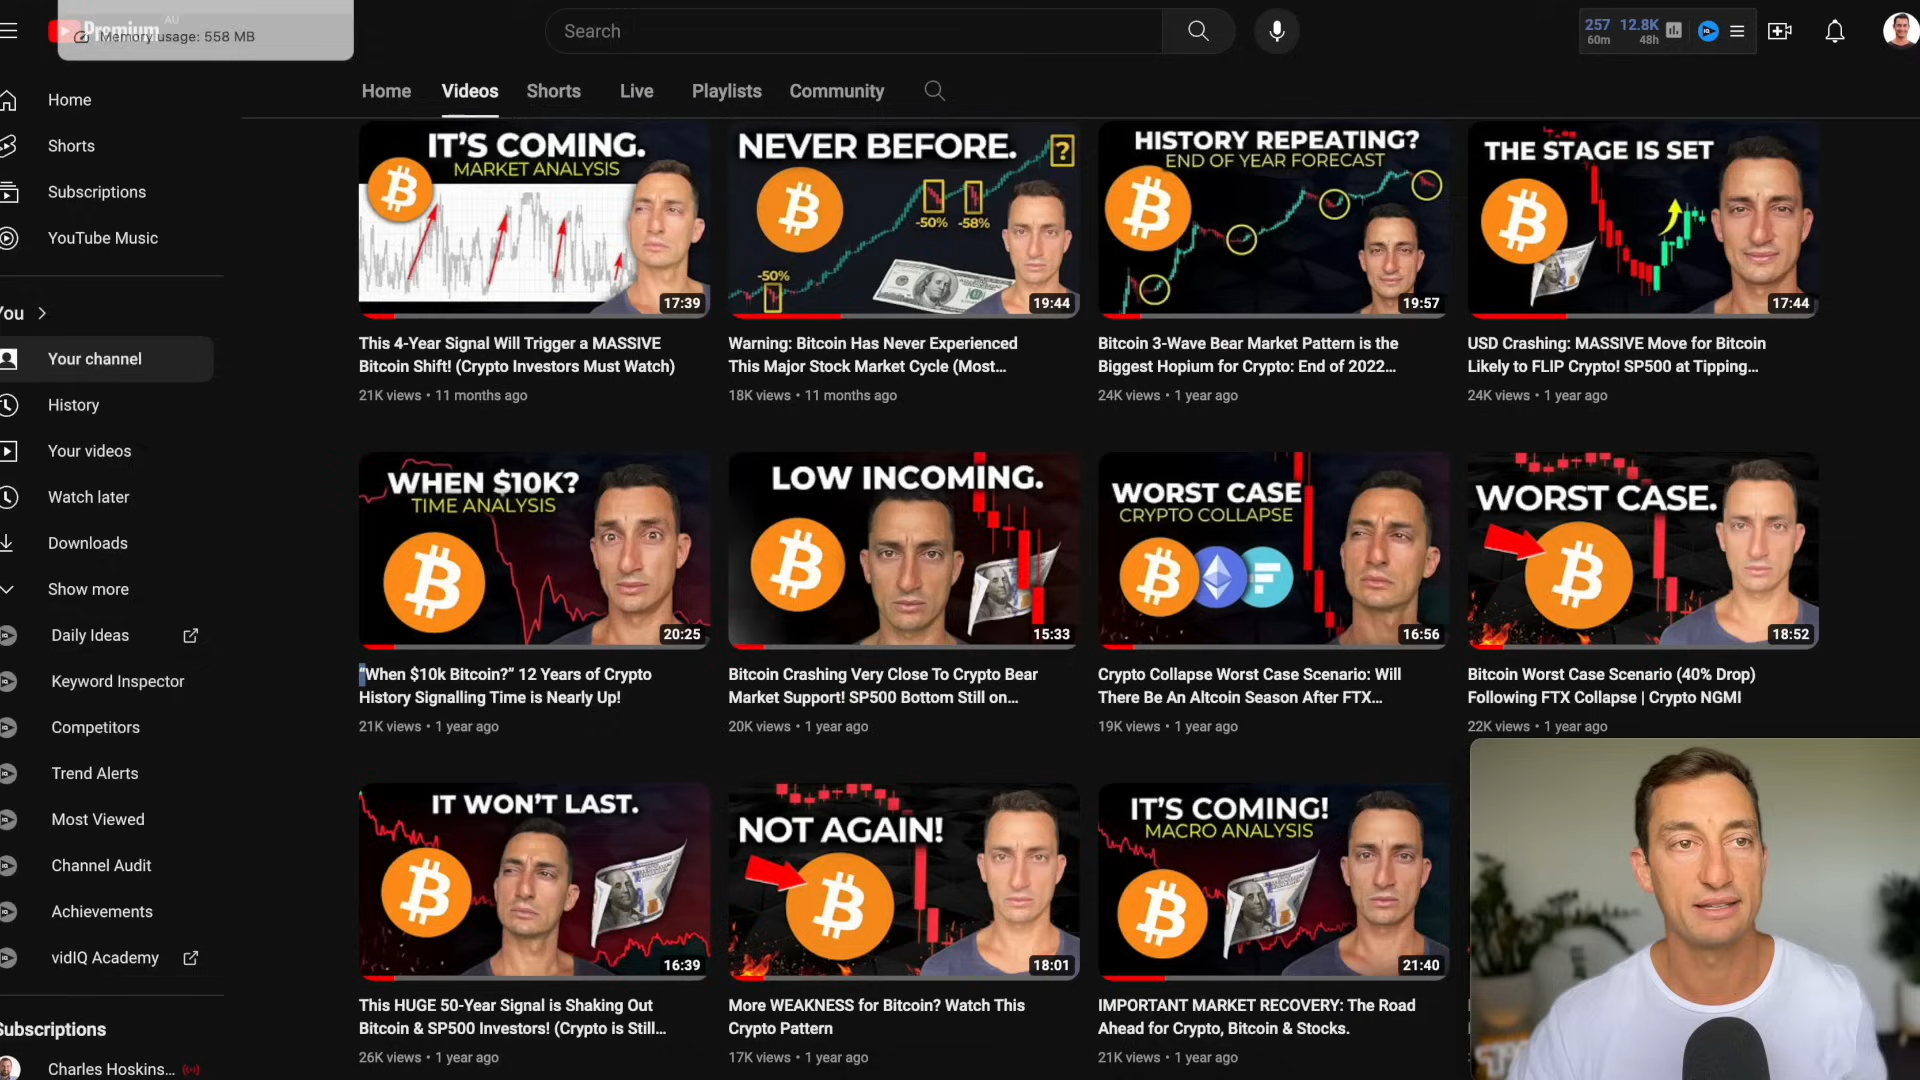 Premium
AU
Memory usage: 558 MB
Search
257
60m
12.8K
48h
Home
Videos
Shorts
Live
Playlists
Community
Home
Shorts
Subscriptions
YouTube Music
You
Your channel
History
Your videos
Watch later
Downloads
Show more
Daily Ideas
Keyword Inspector
Competitors
Trend Alerts
Most Viewed
Channel Audit
Achievements
vidIQ Academy
Subscriptions
Charles Hoskins...
IT'S COMING.
MARKET ANALYSIS
17:39
This 4-Year Signal Will Trigger a MASSIVE
Bitcoin Shift! (Crypto Investors Must Watch)
21K views • 11 months ago
NEVER BEFORE.
?
-50%
-50%
-58%
19:44
Warning: Bitcoin Has Never Experienced
This Major Stock Market Cycle (Most...
18K views • 11 months ago
HISTORY REPEATING?
END OF YEAR FORECAST
19:57
Bitcoin 3-Wave Bear Market Pattern is the
Biggest Hopium for Crypto: End of 2022...
24K views • 1 year ago
THE STAGE IS SET
17:44
USD Crashing: MASSIVE Move for Bitcoin
Likely to FLIP Crypto! SP500 at Tipping...
24K views • 1 year ago
WHEN $10K?
TIME ANALYSIS
20:25
“When $10k Bitcoin?” 12 Years of Crypto
History Signalling Time is Nearly Up!
21K views • 1 year ago
LOW INCOMING.
15:33
Bitcoin Crashing Very Close To Crypto Bear
Market Support! SP500 Bottom Still on...
20K views • 1 year ago
WORST CASE
CRYPTO COLLAPSE
16:56
Crypto Collapse Worst Case Scenario: Will
There Be An Altcoin Season After FTX...
19K views • 1 year ago
WORST CASE.
18:52
Bitcoin Worst Case Scenario (40% Drop)
Following FTX Collapse | Crypto NGMI
22K views • 1 year ago
IT WON'T LAST.
16:39
This HUGE 50-Year Signal is Shaking Out
Bitcoin & SP500 Investors! (Crypto is Still...
26K views • 1 year ago
NOT AGAIN!
18:01
More WEAKNESS for Bitcoin? Watch This
Crypto Pattern
17K views • 1 year ago
IT'S COMING!
MACRO ANALYSIS
21:40
IMPORTANT MARKET RECOVERY: The Road
Ahead for Crypto, Bitcoin & Stocks.
21K views • 1 year ago